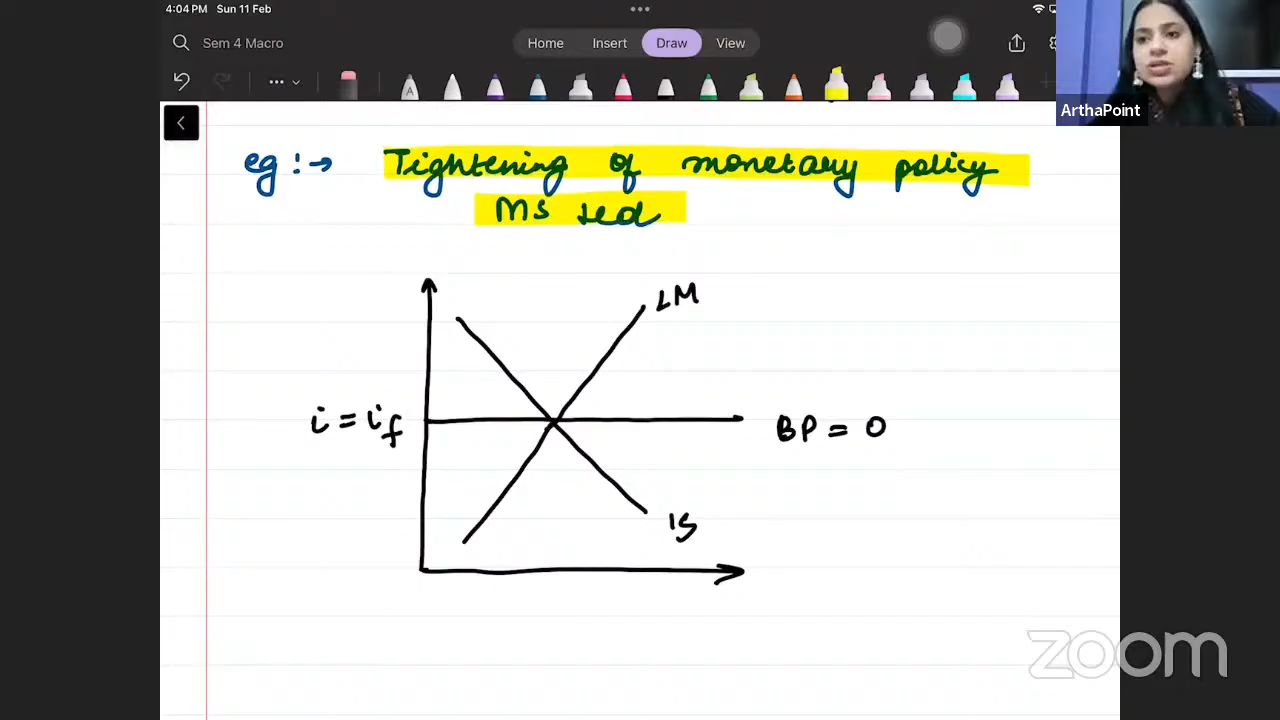 4:04 PM Sun 11 Feb
Sem 4 Macro
Home Insert Draw View
A
ArthaPoint
eg :→ Tightening of monetary policy
MS red
LM
i = if
BP = 0
IS
zoom